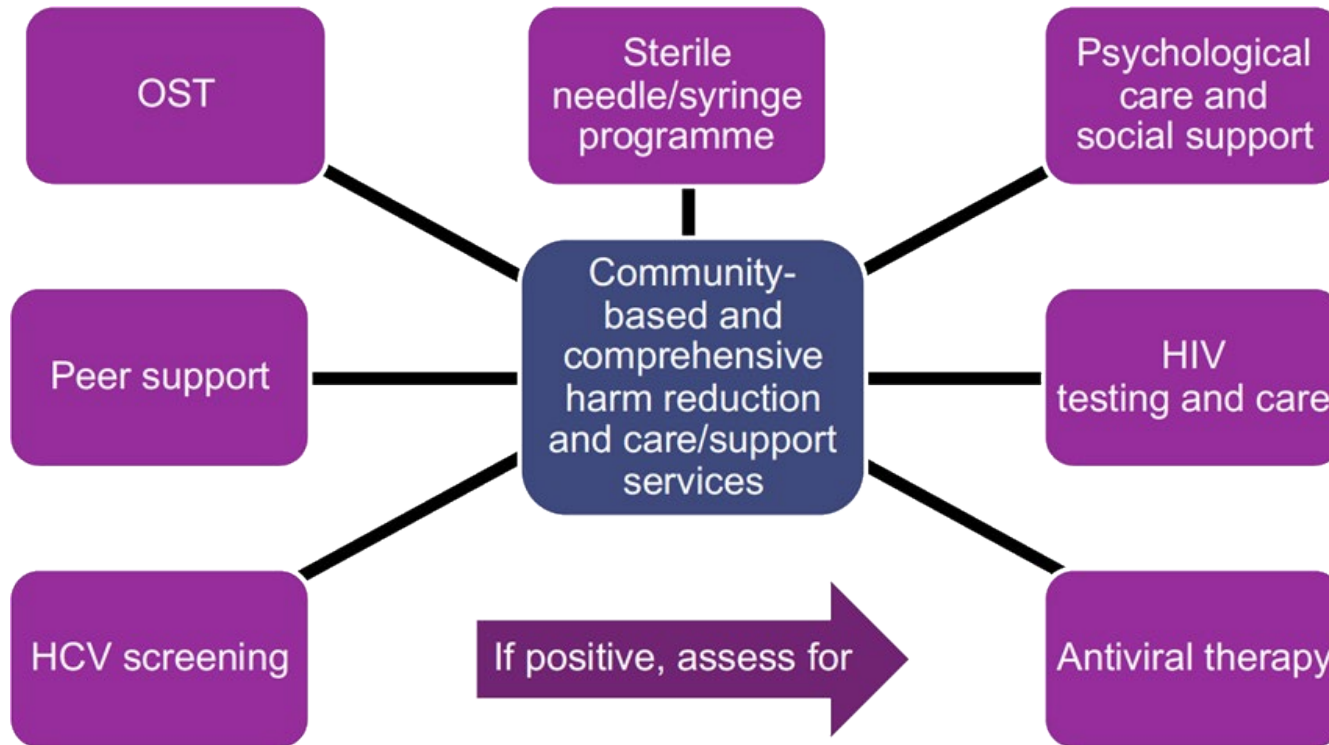 OST
Sterile
needle/syringe
programme
Psychological
care and
social support
Peer support
Community-
based and
comprehensive
harm reduction
and care/support
services
HIV
testing and care
HCV screening
If positive, assess for
Antiviral therapy